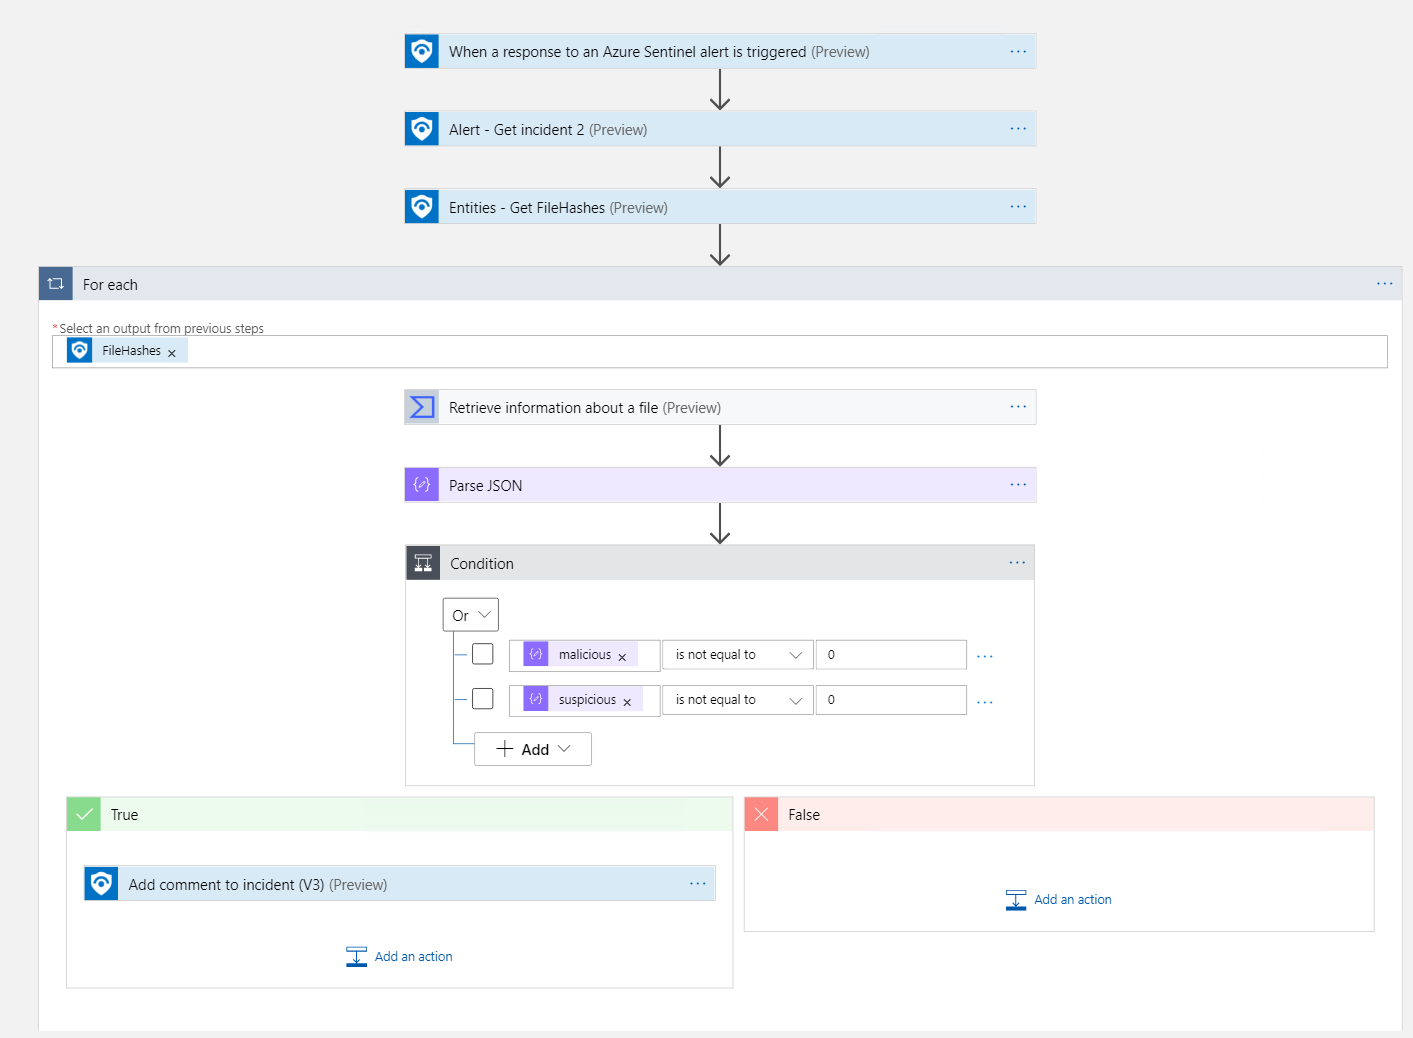 When a response to an Azure Sentinel alert is triggered (Preview)
Alert - Get incident 2 (Preview)
Entities - Get FileHashes (Preview)
For each
*Select an output from previous steps
FileHashes
Retrieve information about a file (Preview)
Parse JSON
Condition
Or
malicious is not equal to 0
suspicious is not equal to 0
Add
True
False
Add comment to incident (V3) (Preview)
Add an action
Add an action